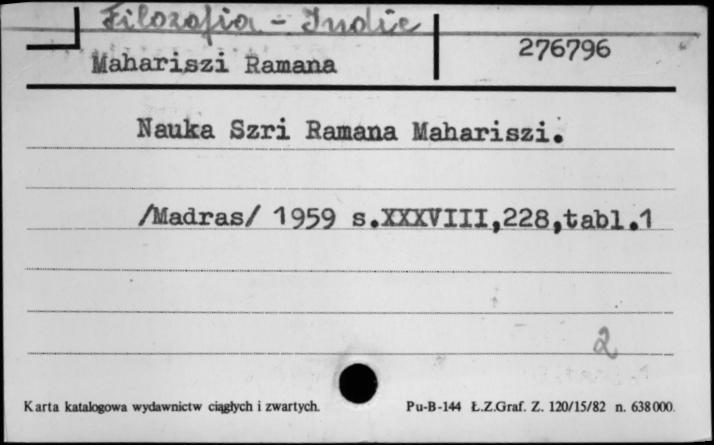 Filozofia - Indie
276796
Mahariszi Ramana
Nauka Szri Ramana Mahariszi.
/Madras/ 1959 s.XXXVIII,228,tabl.1
2
Karta katalogowa wydawnictw ciągłych i zwartych. Pu-B-144 Ł.Z.Graf. Z. 120/15/82 n. 638000.